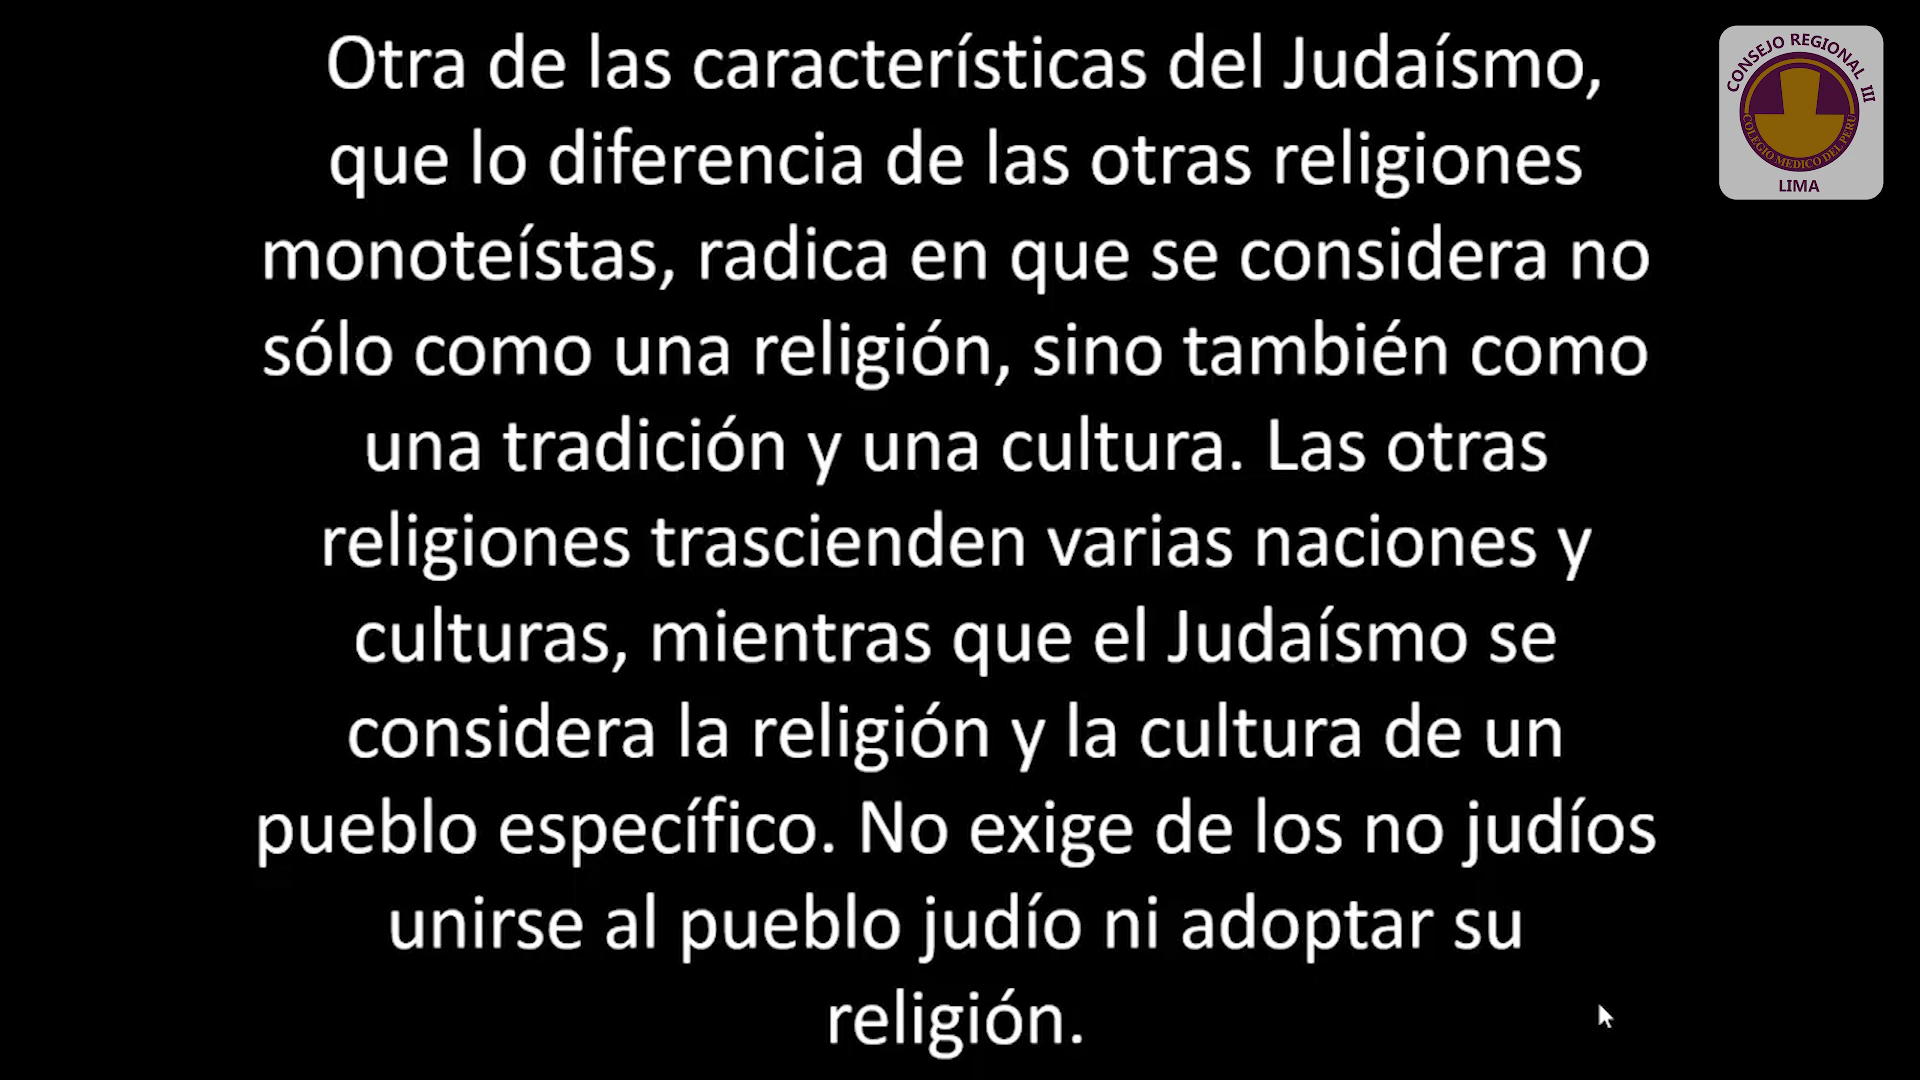 Otra de las características del Judaísmo,
que lo diferencia de las otras religiones
monoteístas, radica en que se considera no
sólo como una religión, sino también como
una tradición y una cultura. Las otras
religiones trascienden varias naciones y
culturas, mientras que el Judaísmo se
considera la religión y la cultura de un
pueblo específico. No exige de los no judíos
unirse al pueblo judío ni adoptar su
religión.
CONSEJO REGIONAL III
COLEGIO MEDICO DEL PERU
LIMA